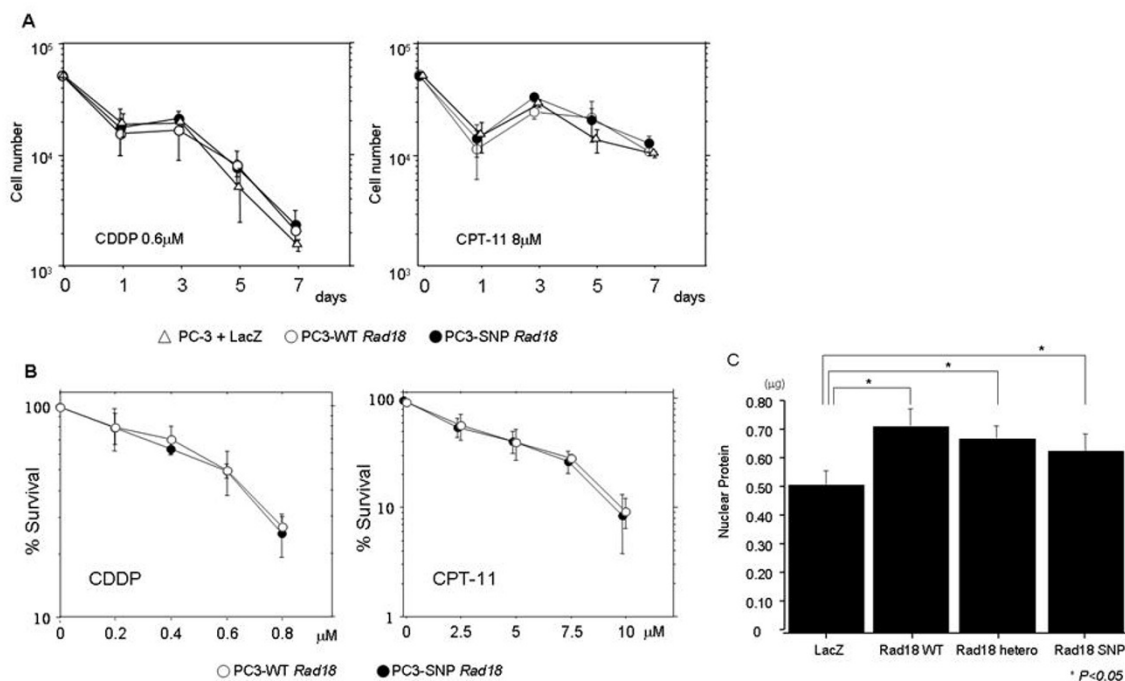 A
10⁵
10⁴
10³
Cell number
CDDP 0.6μM
0 1 3 5 7
days
10⁵
10⁴
10³
Cell number
CPT-11 8μM
0 1 3 5 7
days
△ PC-3 + LacZ ○ PC3-WT Rad18 ● PC3-SNP Rad18
B
100
10
% Survival
CDDP
0 0.2 0.4 0.6 0.8 μM
100
10
1
% Survival
CPT-11
0 2.5 5 7.5 10 μM
○ PC3-WT Rad18 ● PC3-SNP Rad18
C
*
*
*
(μg)
0.80
0.70
0.60
0.50
0.40
0.30
0.20
0.10
0
Nuclear Protein
LacZ Rad18 WT Rad18 hetero Rad18 SNP
* P<0.05